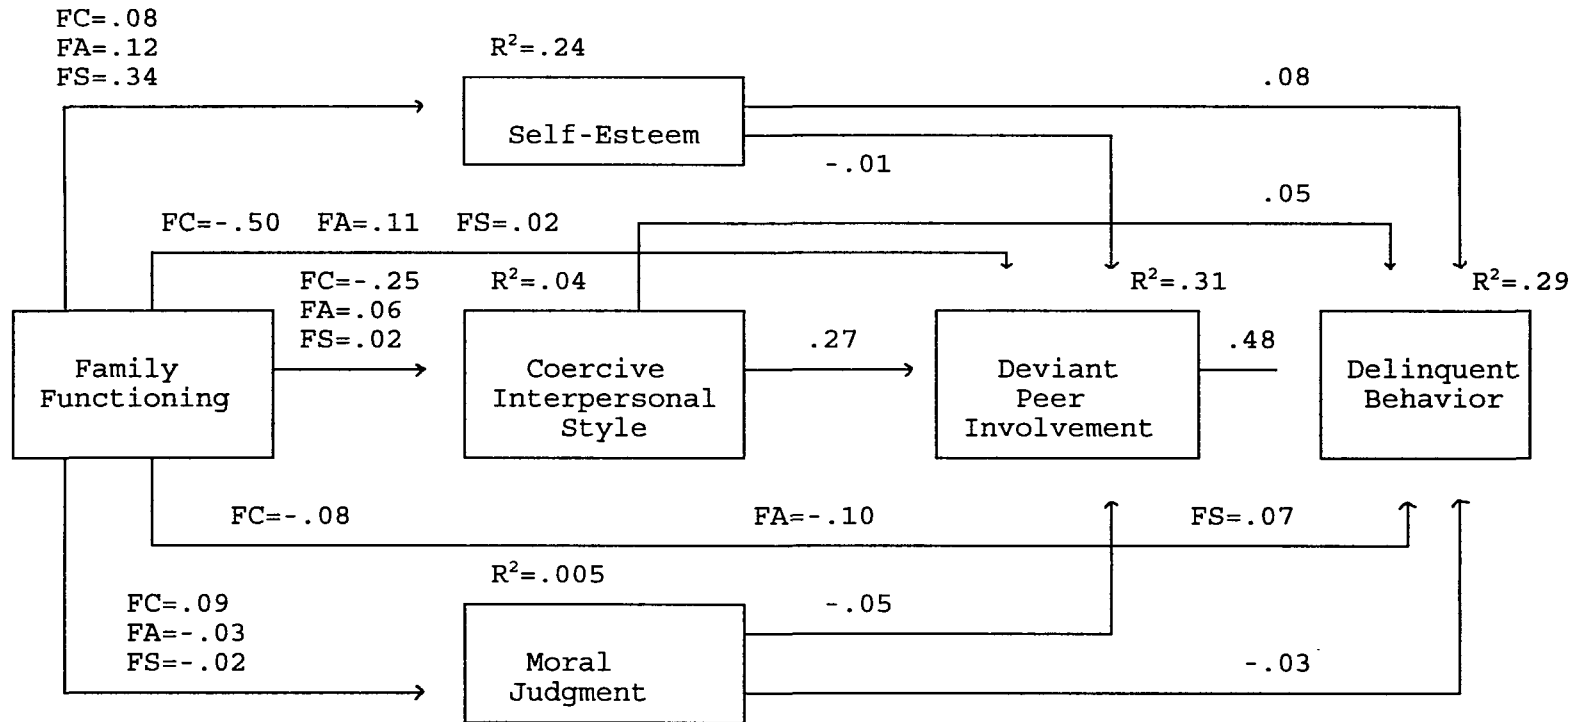 FC=.08
FA=.12
FS=.34
R²=.24
.08
Self-Esteem
-.01
.05
FC=-.50 FA=.11 FS=.02
FC=-.25
FA=.06
FS=.02
R²=.04
R²=.31
R²=.29
Family
Functioning
Coercive
Interpersonal
Style
.27
Deviant
Peer
Involvement
.48
Delinquent
Behavior
FC=-.08 FA=-.10 FS=.07
R²=.005
FC=.09
FA=-.03
FS=-.02
-.05
Moral
Judgment
-.03